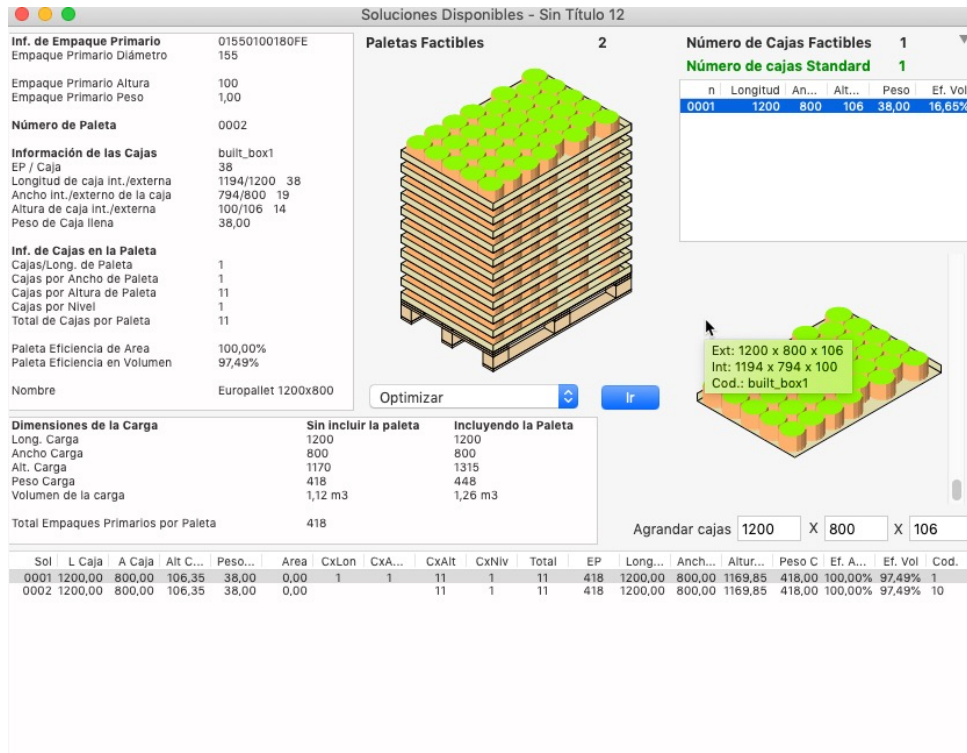 Soluciones Disponibles - Sin Título 12
Inf. de Empaque Primario 01550100180FE
Empaque Primario Diámetro 155
Empaque Primario Altura 100
Empaque Primario Peso 1,00
Número de Paleta 0002
Información de las Cajas built_box1
EP / Caja 38
Longitud de caja int./externa 1194/1200 38
Ancho int./externo de la caja 794/800 19
Altura de caja int./externa 100/106 14
Peso de Caja llena 38,00
Inf. de Cajas en la Paleta
Cajas/Long. de Paleta 1
Cajas por Ancho de Paleta 1
Cajas por Altura de Paleta 11
Cajas por Nivel 1
Total de Cajas por Paleta 11
Paleta Eficiencia de Area 100,00%
Paleta Eficiencia en Volumen 97,49%
Nombre Europallet 1200x800
Paletas Factibles 2
Optimizar
Ir
Número de Cajas Factibles 1
Número de cajas Standard 1
n Longitud An... Alt... Peso Ef. Vol
0001 1200 800 106 38,00 16,65%
Ext: 1200 x 800 x 106
Int: 1194 x 794 x 100
Cod.: built_box1
Dimensiones de la Carga Sin incluir la paleta Incluyendo la Paleta
Long. Carga 1200 1200
Ancho Carga 800 800
Alt. Carga 1170 1315
Peso Carga 418 448
Volumen de la carga 1,12 m3 1,26 m3
Total Empaques Primarios por Paleta 418
Agrandar cajas 1200 X 800 X 106
Sol L Caja A Caja Alt C... Peso... Area CxLon CxA... CxAlt CxNiv Total EP Long... Anch... Altur... Peso C Ef. A... Ef. Vol Cod.
0001 1200,00 800,00 106,35 38,00 0,00 1 1 11 1 11 418 1200,00 800,00 1169,85 418,00 100,00% 97,49% 1
0002 1200,00 800,00 106,35 38,00 0,00 11 1 11 418 1200,00 800,00 1169,85 418,00 100,00% 97,49% 10